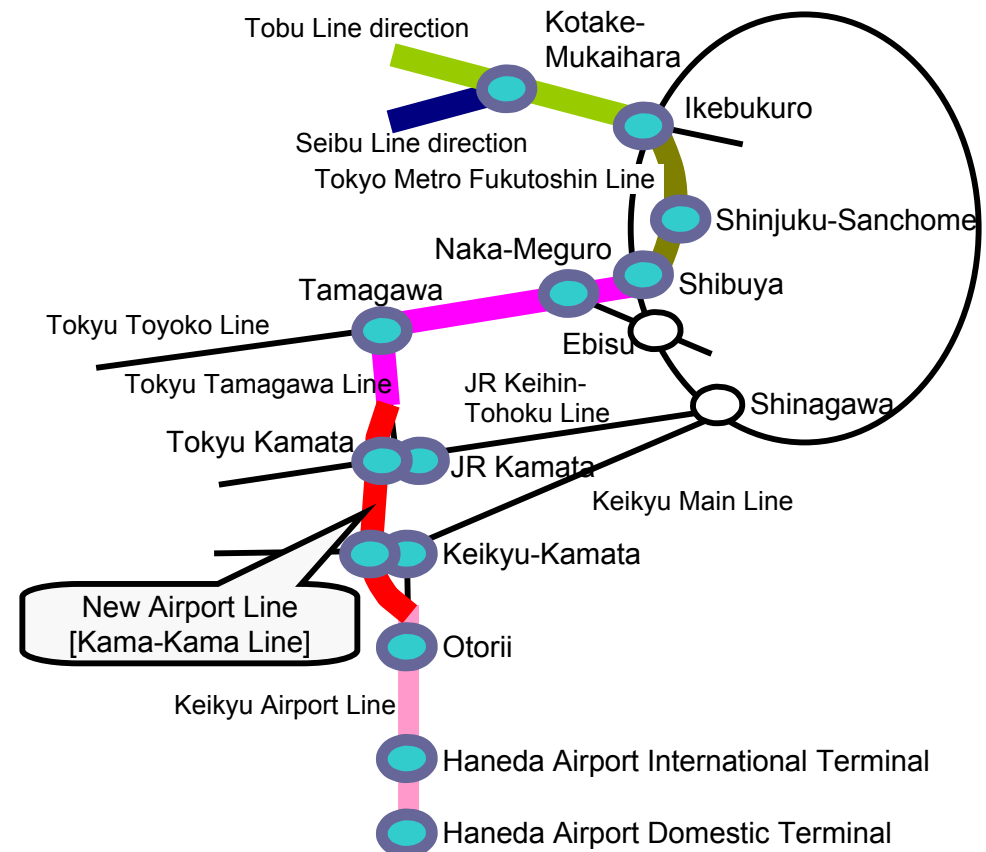 Tobu Line direction
Kotake-
Mukaihara
Ikebukuro
Seibu Line direction
Tokyo Metro Fukutoshin Line
Shinjuku-Sanchome
Naka-Meguro
Shibuya
Tamagawa
Tokyu Toyoko Line
Ebisu
Tokyu Tamagawa Line
JR Keihin-
Tohoku Line
Shinagawa
Tokyu Kamata
JR Kamata
Keikyu Main Line
Keikyu-Kamata
New Airport Line
[Kama-Kama Line]
Otorii
Keikyu Airport Line
Haneda Airport International Terminal
Haneda Airport Domestic Terminal